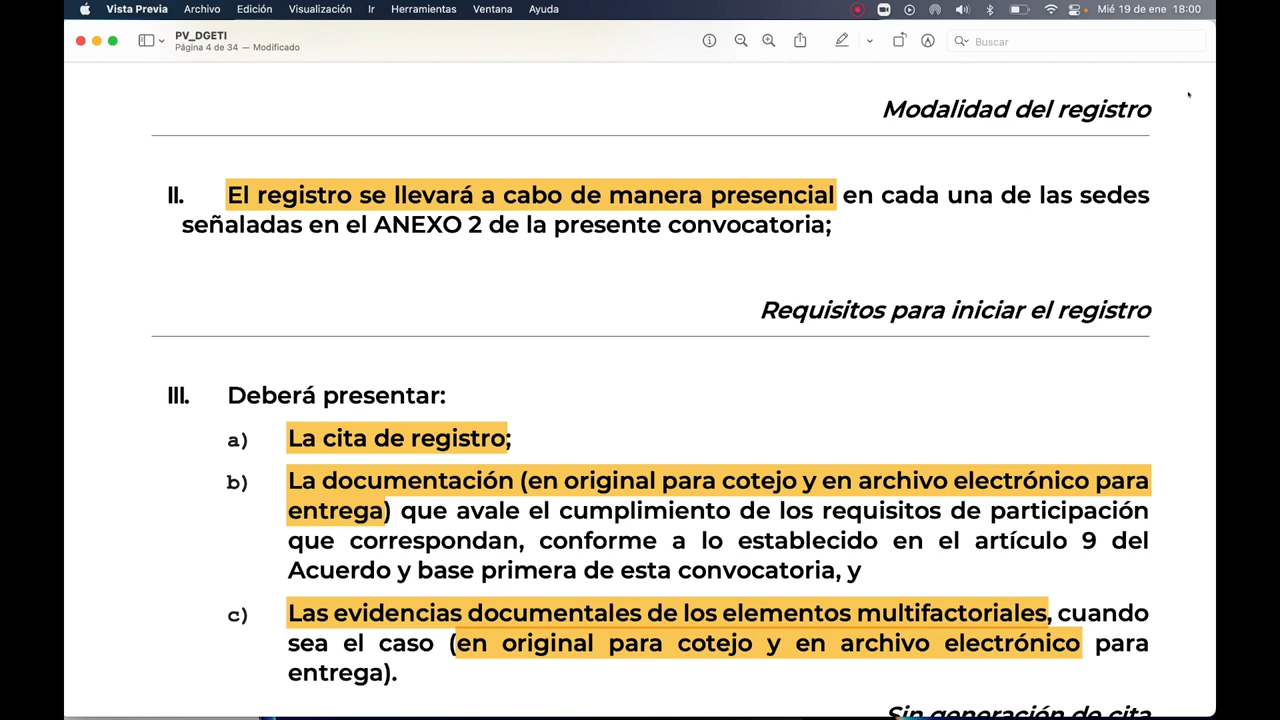 Vista Previa Archivo Edición Visualización Ir Herramientas Ventana Ayuda Mié 19 de ene 18:00
PV_DGETI
Página 4 de 34 — Modificado
Buscar
Modalidad del registro
II. El registro se llevará a cabo de manera presencial en cada una de las sedes
señaladas en el ANEXO 2 de la presente convocatoria;
Requisitos para iniciar el registro
III. Deberá presentar:
a) La cita de registro;
b) La documentación (en original para cotejo y en archivo electrónico para
entrega) que avale el cumplimiento de los requisitos de participación
que correspondan, conforme a lo establecido en el artículo 9 del
Acuerdo y base primera de esta convocatoria, y
c) Las evidencias documentales de los elementos multifactoriales, cuando
sea el caso (en original para cotejo y en archivo electrónico para
entrega).
Sin generación de cita